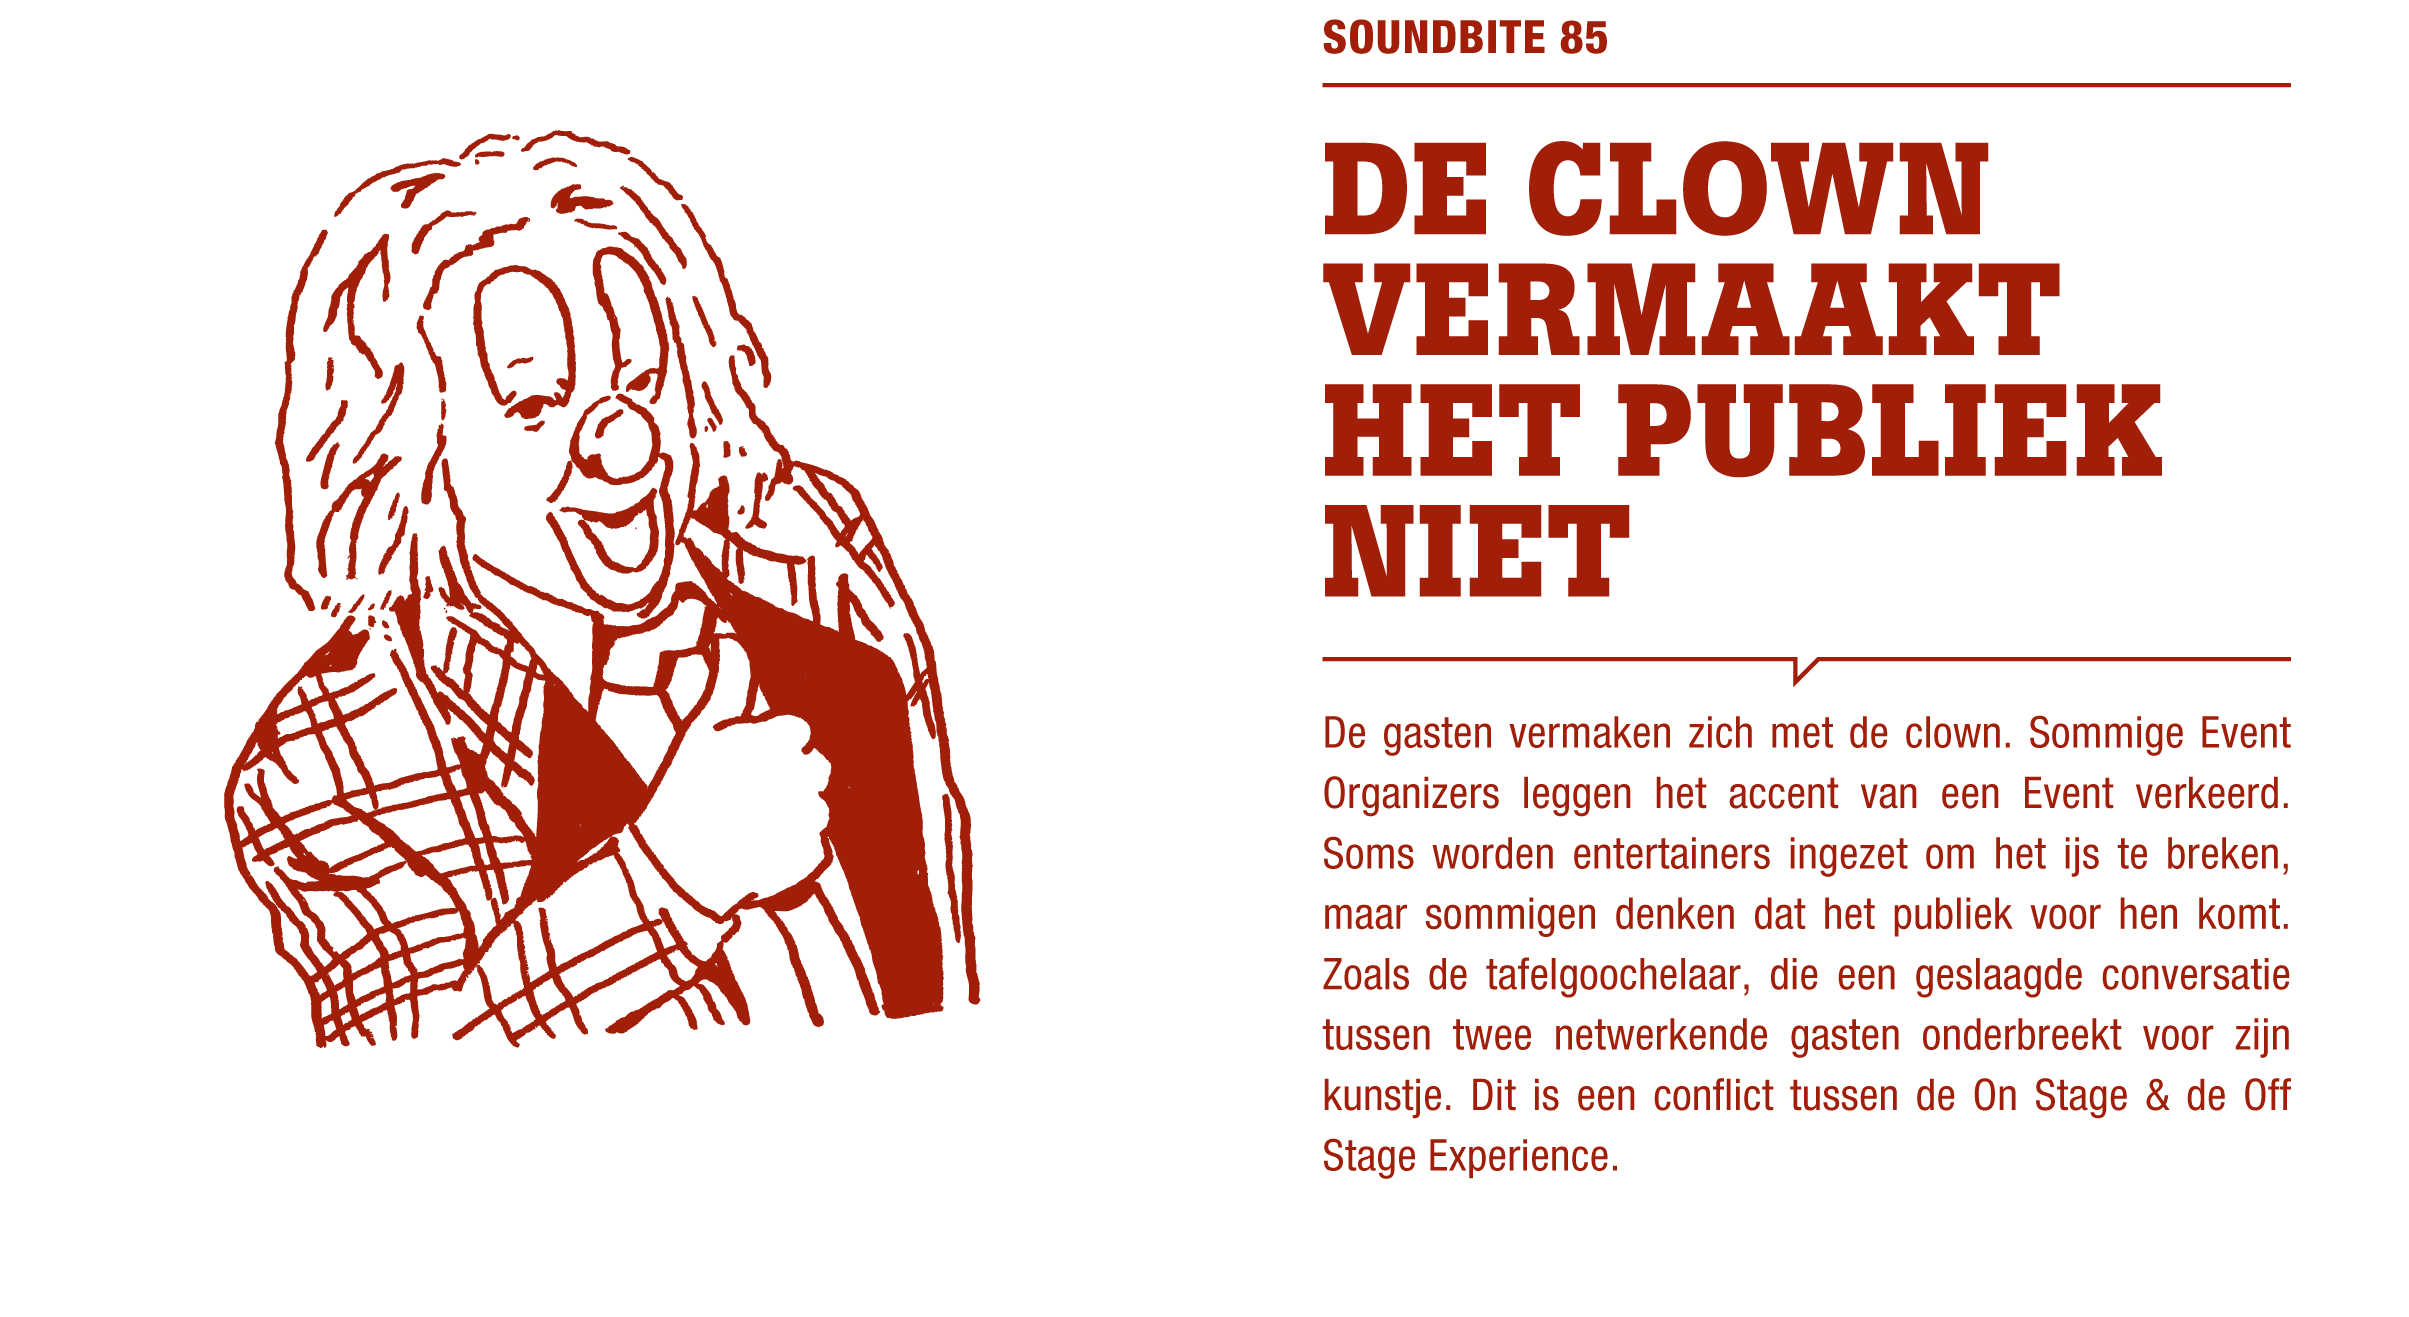 SOUNDBITE 85
DE CLOWN
VERMAAKT
HET PUBLIEK
NIET
De gasten vermaken zich met de clown. Sommige Event
Organizers leggen het accent van een Event verkeerd.
Soms worden entertainers ingezet om het ijs te breken,
maar sommigen denken dat het publiek voor hen komt.
Zoals de tafelgoochelaar, die een geslaagde conversatie
tussen twee netwerkende gasten onderbreekt voor zijn
kunstje. Dit is een conflict tussen de On Stage & de Off
Stage Experience.